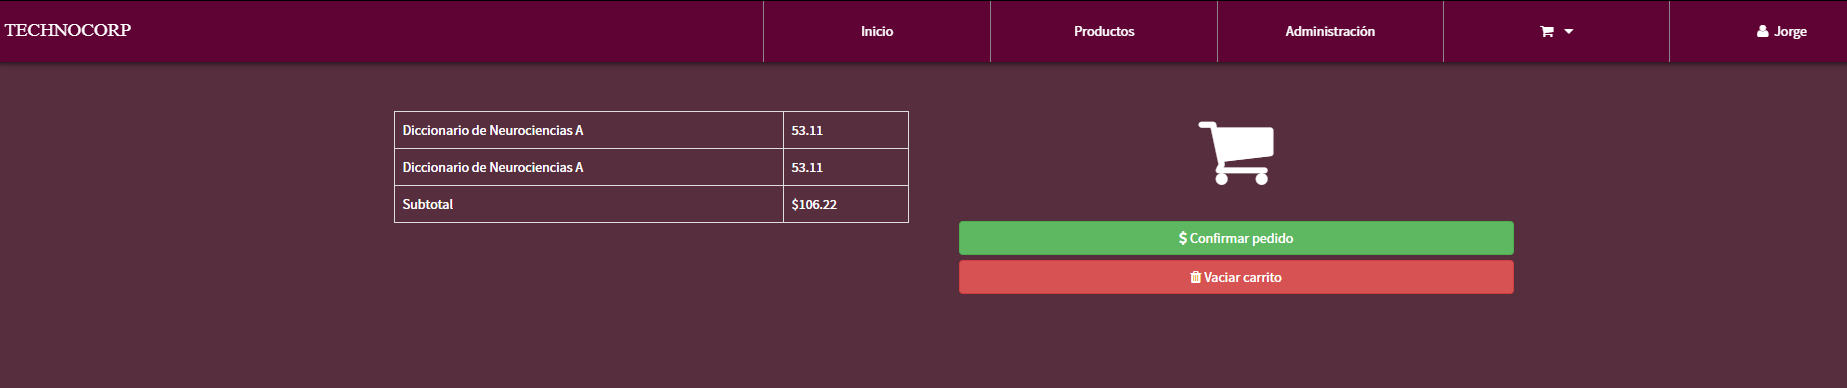 TECHNOCORP Inicio Productos Administración Jorge
Diccionario de Neurociencias A 53.11
Diccionario de Neurociencias A 53.11
Subtotal $106.22
$ Confirmar pedido
Vaciar carrito